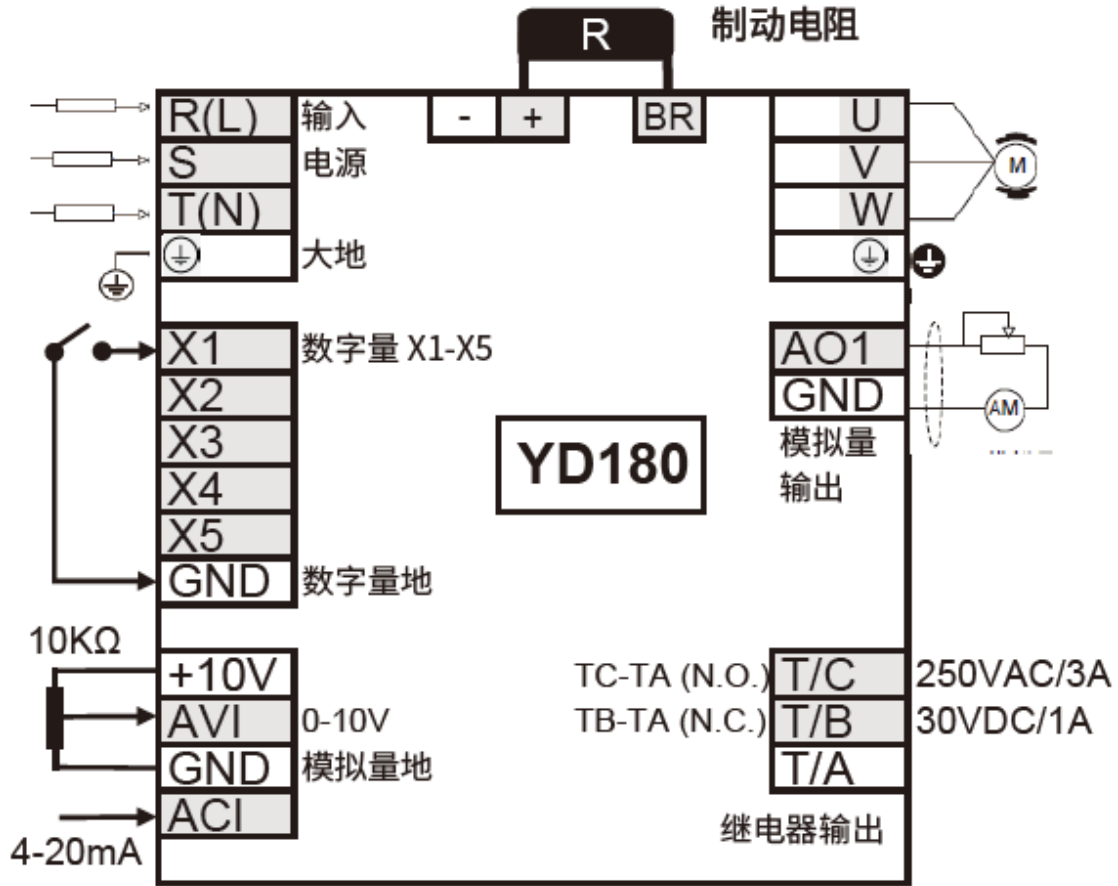 R 制动电阻
R(L) 输入 - + BR U
S 电源 V M
T(N) W
大地
X1 数字量 X1-X5 AO1
X2 GND AM
X3 模拟量
X4 YD180 输出
X5
GND 数字量地
10KΩ
+10V TC-TA (N.O.) T/C 250VAC/3A
AVI 0-10V TB-TA (N.C.) T/B 30VDC/1A
GND 模拟量地 T/A
ACI 继电器输出
4-20mA